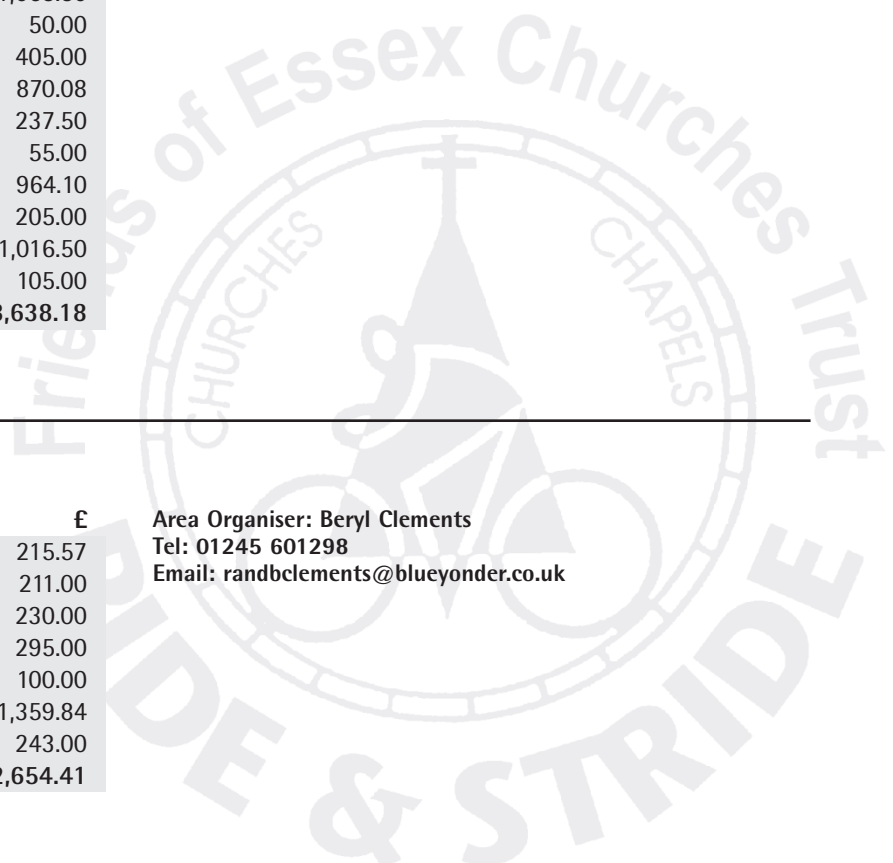 50.00
405.00
870.08
237.50
55.00
964.10
205.00
1,016.50
105.00
3,638.18
£
215.57
211.00
230.00
295.00
100.00
1,359.84
243.00
2,654.41
Area Organiser: Beryl Clements
Tel: 01245 601298
Email: randbclements@blueyonder.co.uk
Friends of Essex Churches Trust
CHURCHES
CHAPELS
RIDE & STRIDE